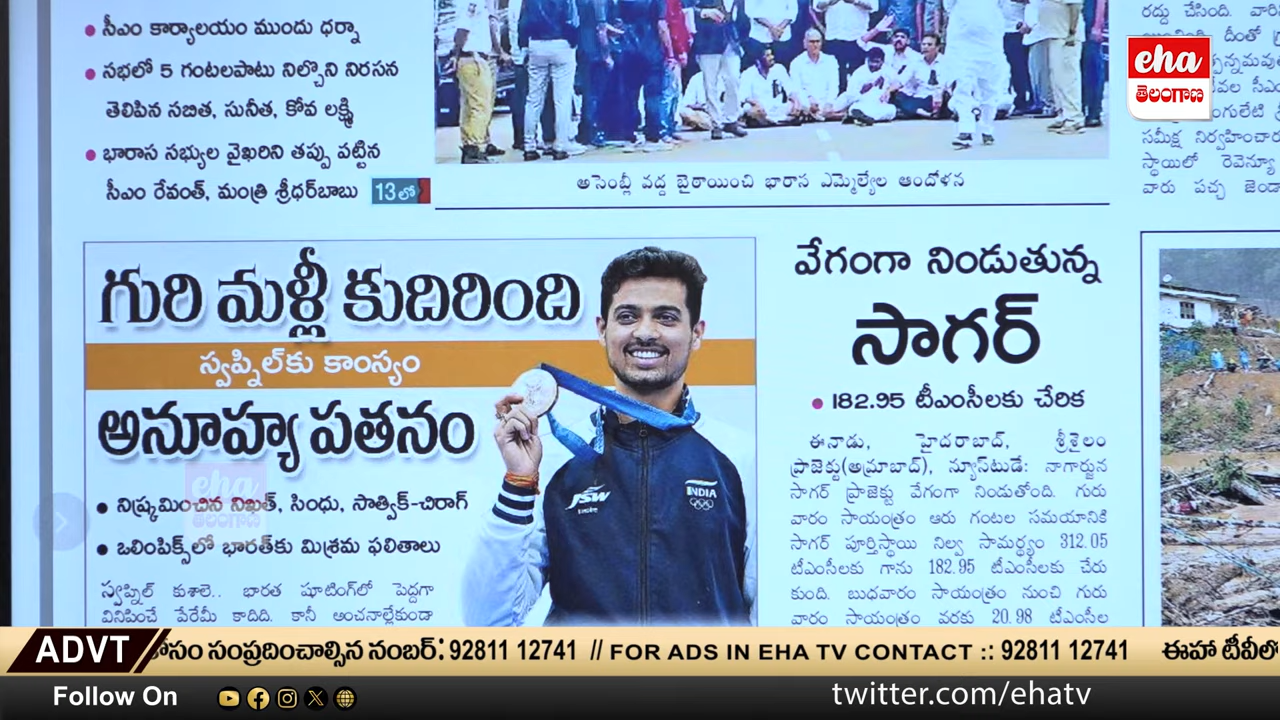 సీఎం కార్యాలయం ముందు ధర్నా
సభలో 5 గంటలపాటు నిల్చొని నిరసన
తెలిపిన సబిత, సునీత, కోవ లక్ష్మి
భారాస సభ్యుల వైఖరిని తప్పు పట్టిన
సీఎం రేవంత్, మంత్రి శ్రీధర్‌బాబు 13లో
అసెంబ్లీ వద్ద బైఠాయించి భారాస ఎమ్మెల్యేల ఆందోళన
రద్దు చేసింది.
సమీక్ష నిర్వహించా
స్థాయిలో రెవెన్యూ
వారు పచ్చ జెండా
eha
తెలంగాణ
గురి మళ్లీ కుదిరింది
స్వప్నిల్‌కు కాంస్యం
అనూహ్య పతనం
నిష్క్రమించిన నిఖత్, సింధు, సాత్విక్-చిరాగ్
ఒలింపిక్స్‌లో భారత్‌కు మిశ్రమ ఫలితాలు
స్వప్నిల్ కుశాలె.. భారత షూటింగ్‌లో పెద్దగా
వినిపించే పేరేమీ కాదిది. కానీ అంచనాల్లేకుండా
eha
తెలంగాణ
JSW
INDIA
వేగంగా నిండుతున్న
సాగర్
182.95 టీఎంసీలకు చేరిక
ఈనాడు, హైదరాబాద్, శ్రీశైలం
ప్రాజెక్టు(అమ్రాబాద్), న్యూస్‌టుడే: నాగార్జున
సాగర్ ప్రాజెక్టు వేగంగా నిండుతోంది. గురు
వారం సాయంత్రం ఆరు గంటల సమయానికి
సాగర్ పూర్తిస్థాయి నిల్వ సామర్థ్యం 312.05
టీఎంసీలకు గాను 182.95 టీఎంసీలకు చేరు
కుంది. బుధవారం సాయంత్రం నుంచి గురు
వారం సాయంత్రం వరకు 20.98 టీఎంసీల
ADVT
కోసం సంప్రదించాల్సిన నంబర్: 92811 12741 // FOR ADS IN EHA TV CONTACT :: 92811 12741 ఈహా టీవీలో
Follow On
twitter.com/ehatv